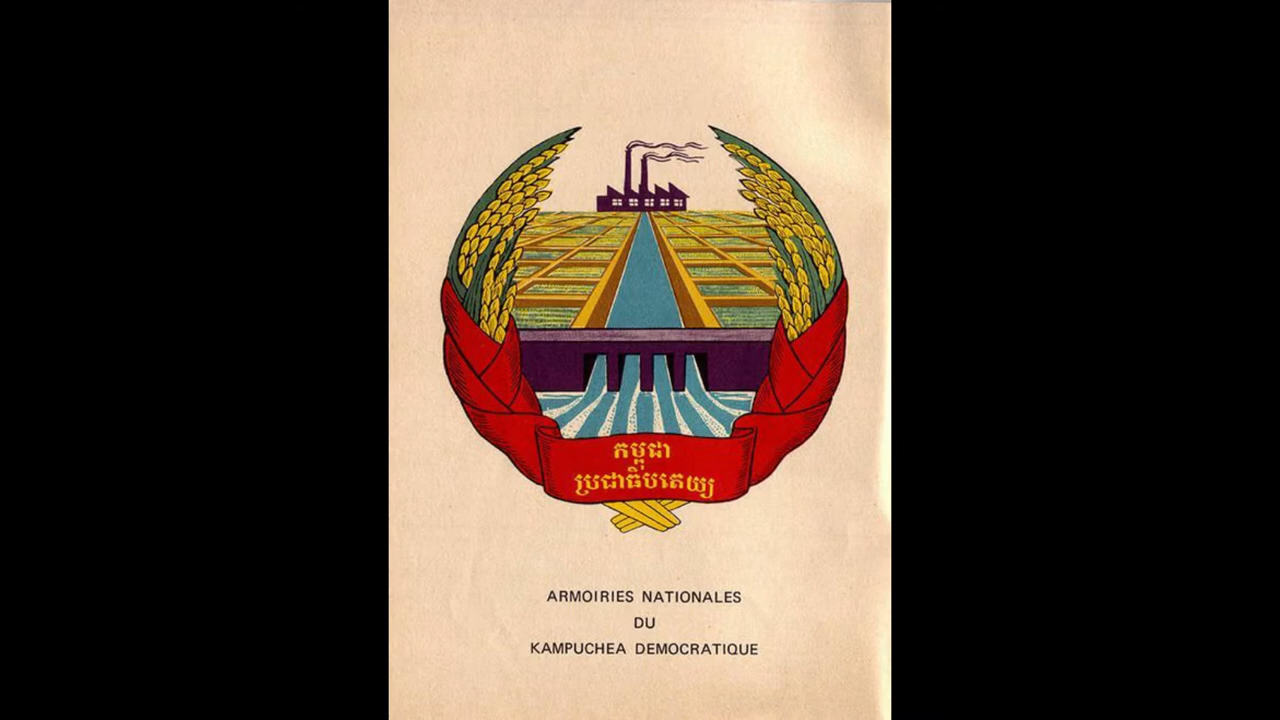 កម្ពុជា
ប្រជាធិបតេយ្យ
ARMOIRIES NATIONALES
DU
KAMPUCHEA DEMOCRATIQUE